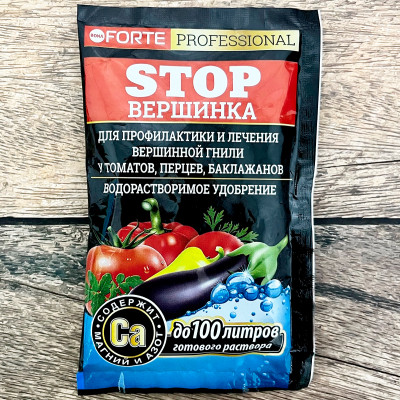 BONA FORTE PROFESSIONAL
STOP
ВЕРШИНКА
ДЛЯ ПРОФИЛАКТИКИ И ЛЕЧЕНИЯ
ВЕРШИННОЙ ГНИЛИ
У ТОМАТОВ, ПЕРЦЕВ, БАКЛАЖАНОВ
ВОДОРАСТВОРИМОЕ УДОБРЕНИЕ
СОДЕРЖИТ
Ca
МАГНИЙ И АЗОТ
до 100 литров
готового раствора